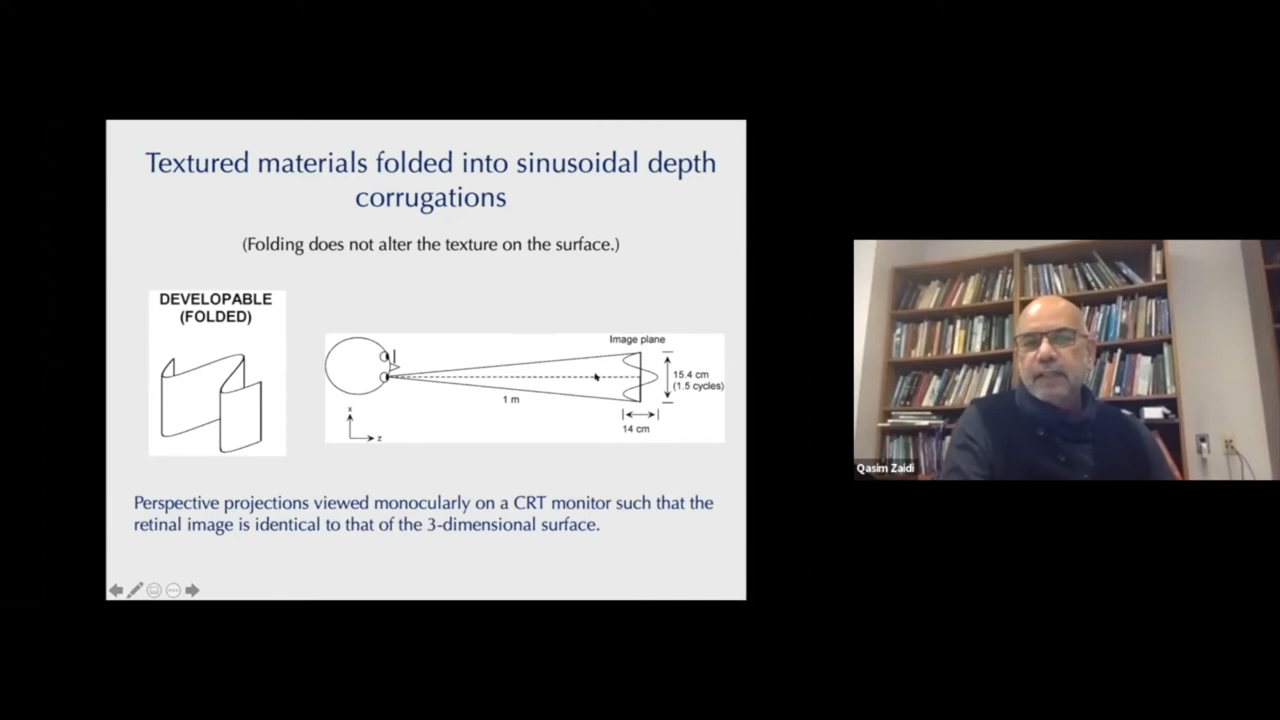 Textured materials folded into sinusoidal depth
corrugations
(Folding does not alter the texture on the surface.)
DEVELOPABLE
(FOLDED)
Image plane
15.4 cm
(1.5 cycles)
1 m
14 cm
x
z
Perspective projections viewed monocularly on a CRT monitor such that the
retinal image is identical to that of the 3-dimensional surface.
Qasim Zaidi